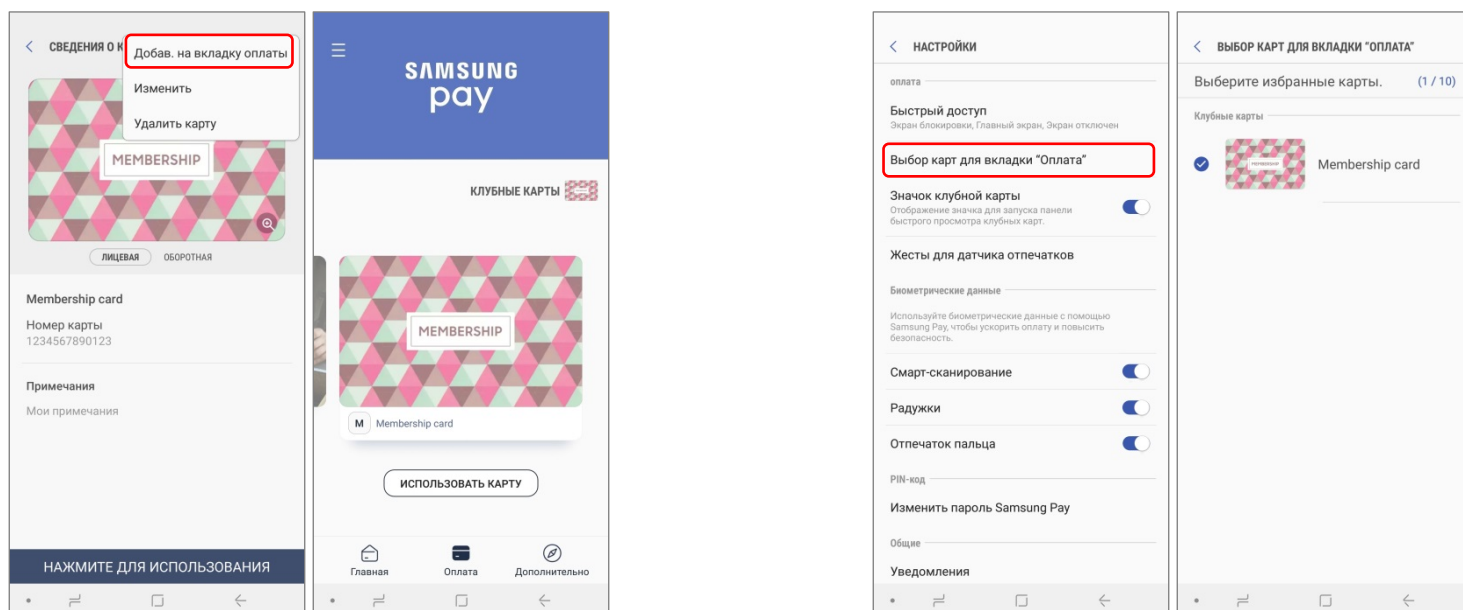 СВЕДЕНИЯ О К
Добав. на вкладку оплаты
Изменить
Удалить карту
MEMBERSHIP
ЛИЦЕВАЯ ОБОРОТНАЯ
Membership card
Номер карты
1234567890123
Примечания
Мои примечания
НАЖМИТЕ ДЛЯ ИСПОЛЬЗОВАНИЯ
SAMSUNG
pay
КЛУБНЫЕ КАРТЫ
MEMBERSHIP
M Membership card
ИСПОЛЬЗОВАТЬ КАРТУ
Главная Оплата Дополнительно
НАСТРОЙКИ
оплата
Быстрый доступ
Экран блокировки, Главный экран, Экран отключен
Выбор карт для вкладки "Оплата"
Значок клубной карты
Отображение значка для запуска панели
быстрого просмотра клубных карт.
Жесты для датчика отпечатков
Биометрические данные
Используйте биометрические данные с помощью
Samsung Pay, чтобы ускорить оплату и повысить
безопасность.
Смарт-сканирование
Радужки
Отпечаток пальца
PIN-код
Изменить пароль Samsung Pay
Общие
Уведомления
ВЫБОР КАРТ ДЛЯ ВКЛАДКИ "ОПЛАТА"
Выберите избранные карты. (1 / 10)
Клубные карты
MEMBERSHIP
Membership card